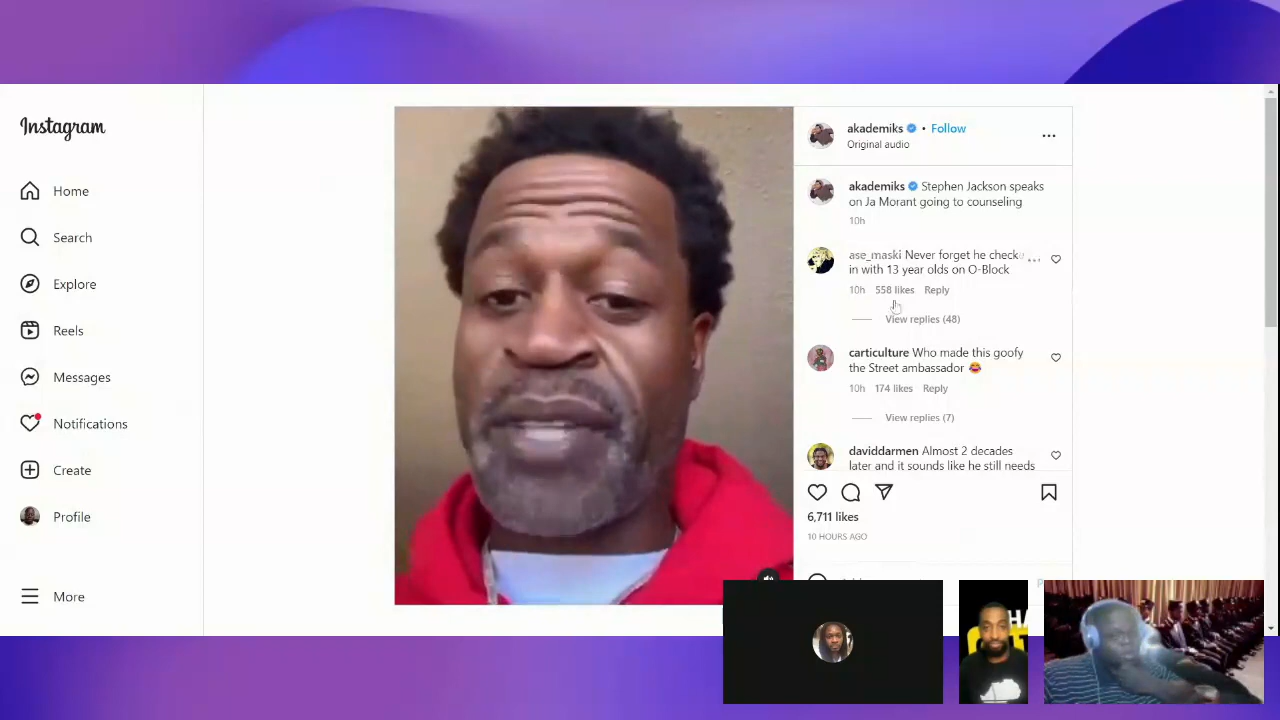 Instagram
Home
Search
Explore
Reels
Messages
Notifications
Create
Profile
More
akademiks • Follow
Original audio
akademiks Stephen Jackson speaks
on Ja Morant going to counseling
10h
ase_maski Never forget he check
in with 13 year olds on O-Block
10h 558 likes Reply
View replies (48)
carticulture Who made this goofy
the Street ambassador 😂
10h 174 likes Reply
View replies (7)
daviddarmen Almost 2 decades
later and it sounds like he still needs
6,711 likes
10 HOURS AGO